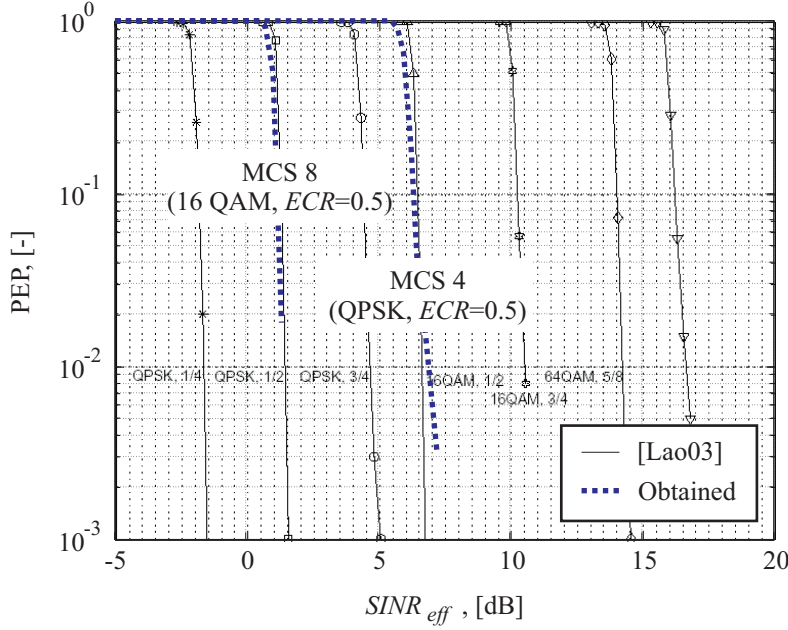 10⁰
MCS 8
(16 QAM, ECR=0.5)
10⁻¹
PEP, [-]
MCS 4
(QPSK, ECR=0.5)
10⁻²
QPSK, 1/4
QPSK, 1/2
QPSK, 3/4
16QAM, 1/2
64QAM, 5/8
16QAM, 3/4
[Lao03]
Obtained
10⁻³
-5 0 5 10 15 20
SINR eff , [dB]